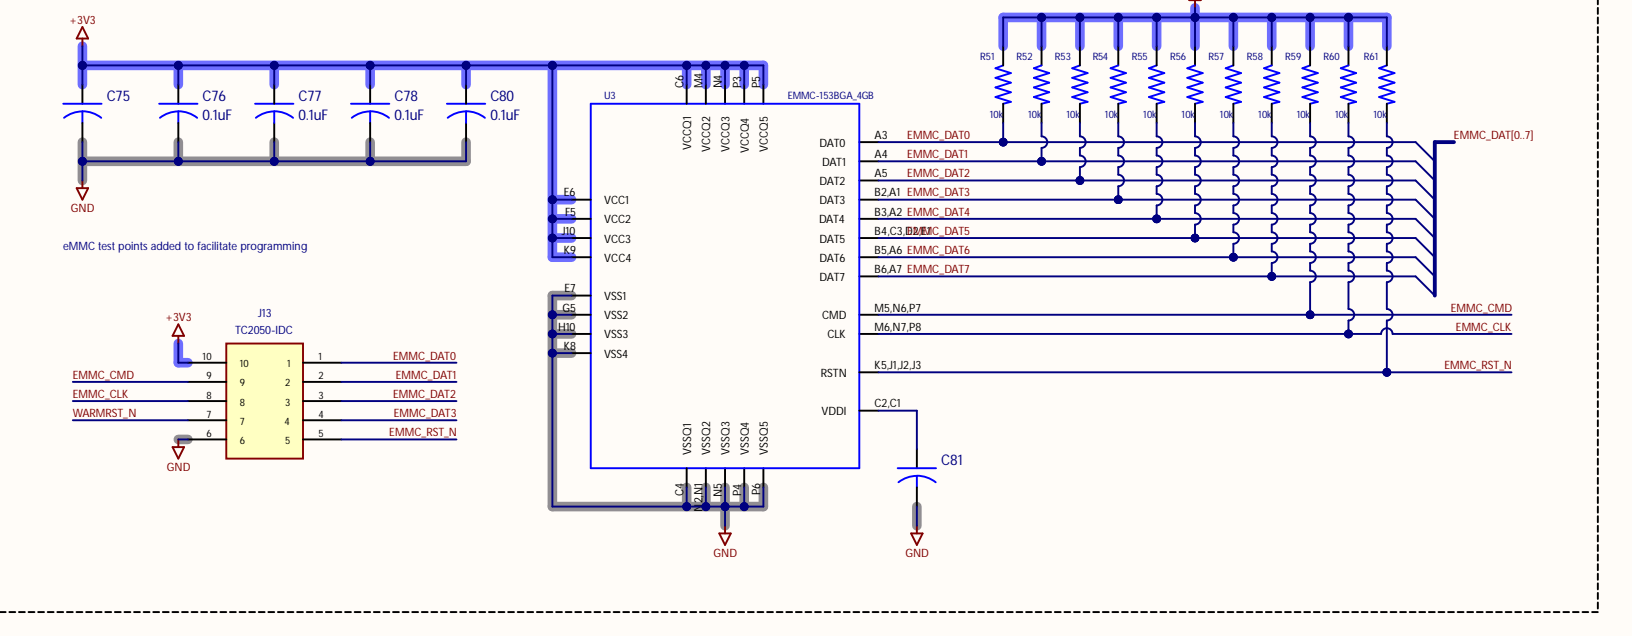 +3V3
C75
C76
0.1uF
C77
0.1uF
C78
0.1uF
C80
0.1uF
GND
eMMC test points added to facilitate programming
J13
TC2050-IDC
+3V3
10 10 1 1 EMMC_DAT0
EMMC_CMD 9 9 2 2 EMMC_DAT1
EMMC_CLK 8 8 3 3 EMMC_DAT2
WARMRST_N 7 7 4 4 EMMC_DAT3
6 6 5 5 EMMC_RST_N
GND
U3
EMMC-153BGA_4GB
C6 M4 N4 P3 P5
VCCQ1 VCCQ2 VCCQ3 VCCQ4 VCCQ5
E6 VCC1
F5 VCC2
J10 VCC3
K9 VCC4
E7 VSS1
G5 VSS2
H10 VSS3
K8 VSS4
VSSQ1 VSSQ2 VSSQ3 VSSQ4 VSSQ5
C4 N2,N1 N5 P4 P6
GND
R51 R52 R53 R54 R55 R56 R57 R58 R59 R60 R61
10k 10k 10k 10k 10k 10k 10k 10k 10k 10k 10k
DAT0 A3 EMMC_DAT0
EMMC_DAT[0..7]
DAT1 A4 EMMC_DAT1
DAT2 A5 EMMC_DAT2
DAT3 B2,A1 EMMC_DAT3
DAT4 B3,A2 EMMC_DAT4
DAT5 B4,C3, EMMC_DAT5
DAT6 B5,A6 EMMC_DAT6
DAT7 B6,A7 EMMC_DAT7
CMD M5,N6,P7 EMMC_CMD
CLK M6,N7,P8 EMMC_CLK
RSTN K5,J1,J2,J3 EMMC_RST_N
VDDI C2,C1
C81
GND